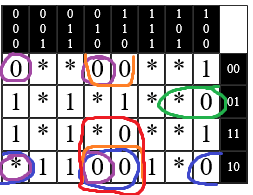 0 0 0 0 1 1 1 1
0 0 1 1 1 1 0 0
0 1 1 0 0 1 1 0
0 * * 0 0 * * 1 00
1 * 1 * 1 * * 0 01
1 * 1 * 0 * * 1 11
* 1 1 0 0 1 * 0 10